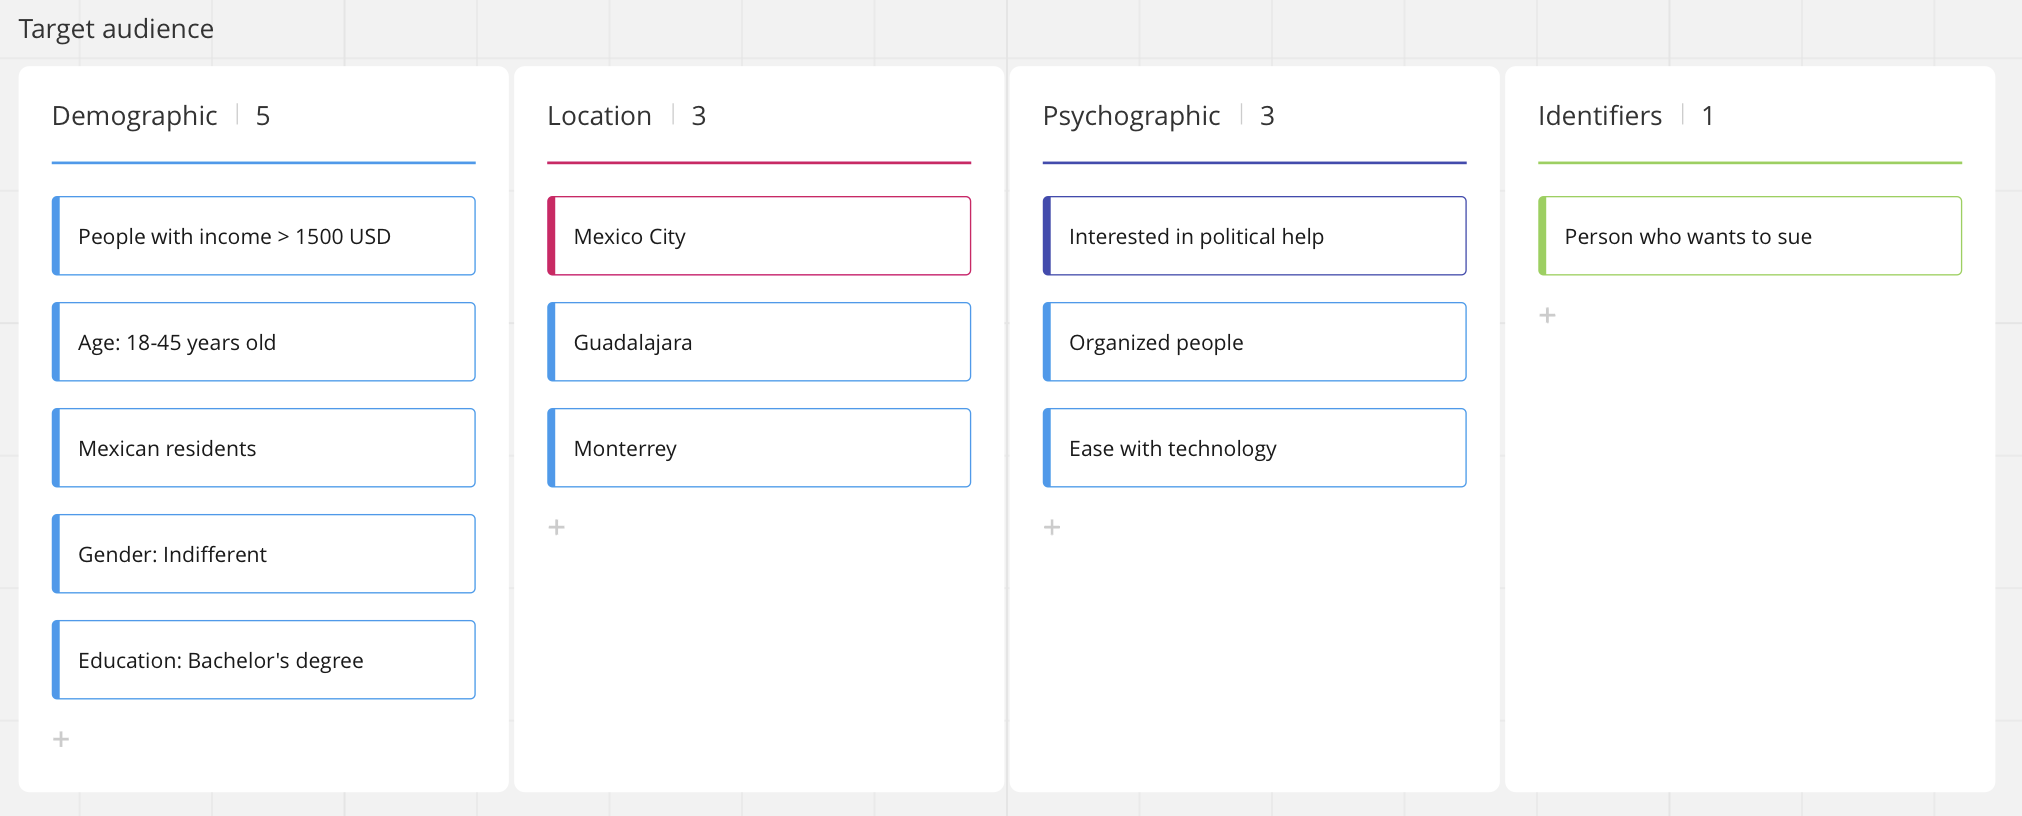 Target audience
Demographic 5
People with income > 1500 USD
Age: 18-45 years old
Mexican residents
Gender: Indifferent
Education: Bachelor's degree
Location 3
Mexico City
Guadalajara
Monterrey
Psychographic 3
Interested in political help
Organized people
Ease with technology
Identifiers 1
Person who wants to sue